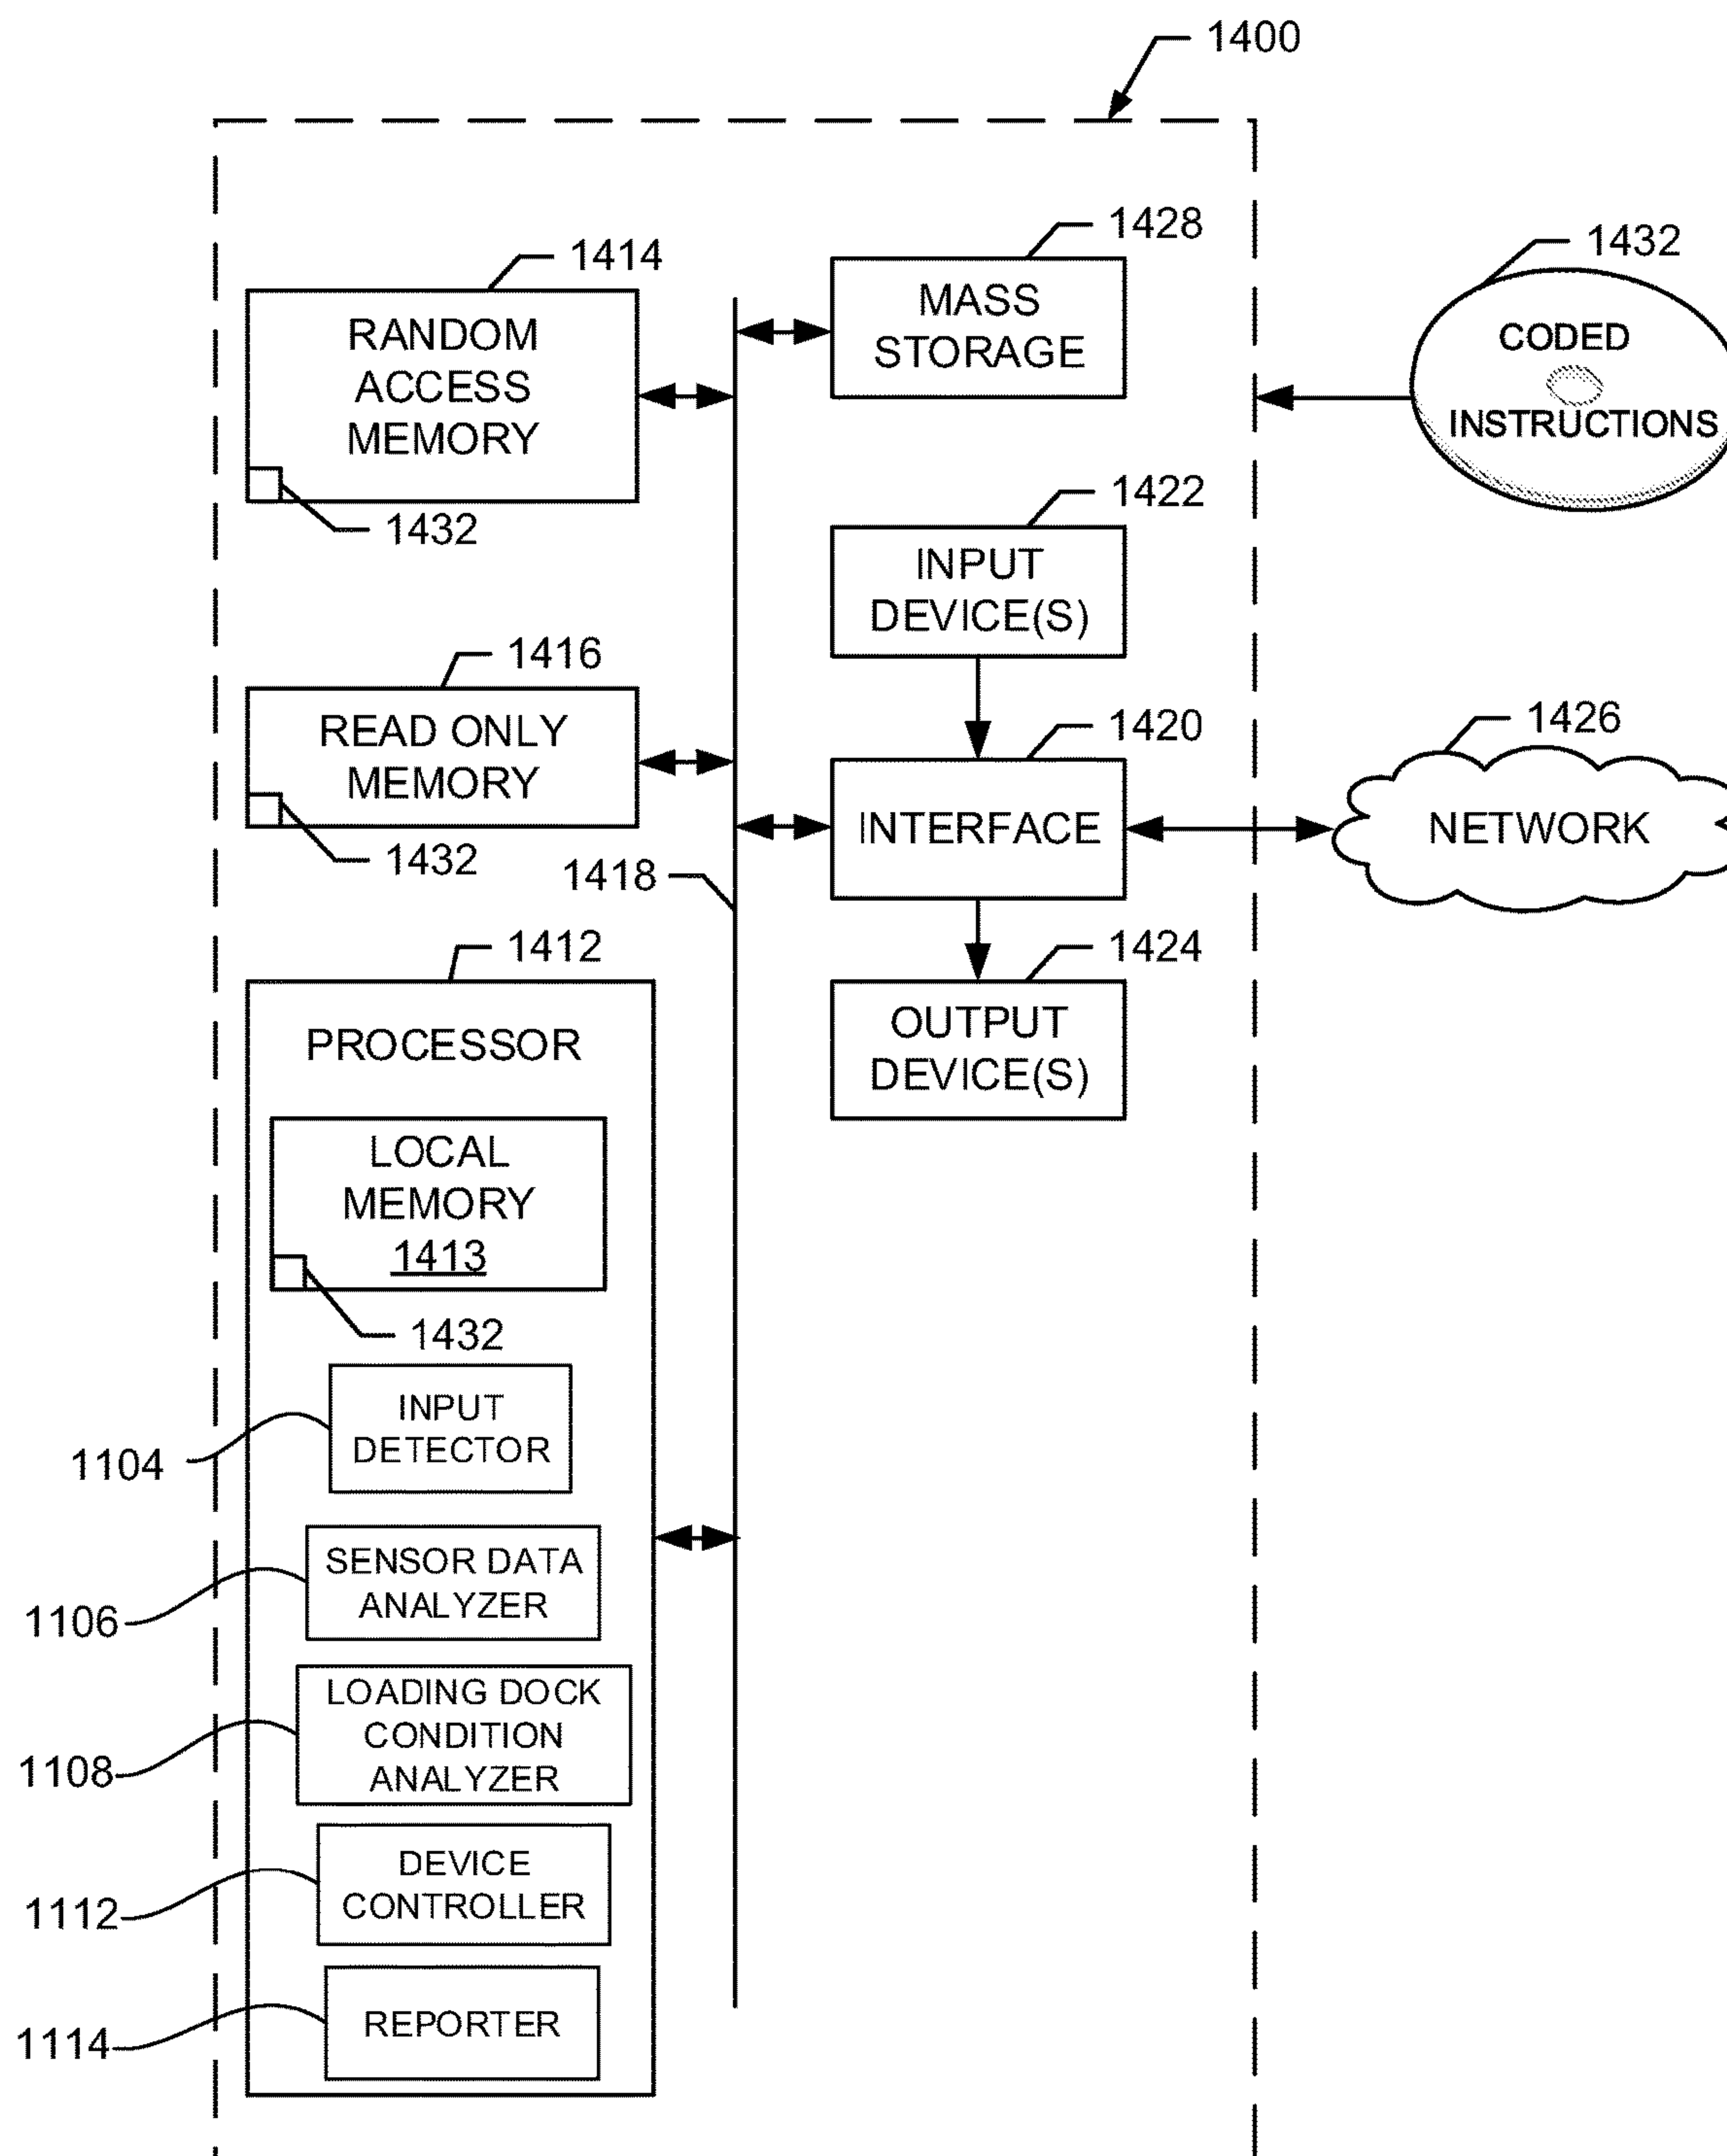 1400
1414
RANDOM
ACCESS
MEMORY
1432
1428
MASS
STORAGE
1432
CODED
INSTRUCTIONS
1422
INPUT
DEVICE(S)
1416
READ ONLY
MEMORY
1432
1420
INTERFACE
1426
NETWORK
1418
1424
OUTPUT
DEVICE(S)
1412
PROCESSOR
LOCAL
MEMORY
1413
1432
INPUT
DETECTOR
1104
SENSOR DATA
ANALYZER
1106
LOADING DOCK
CONDITION
ANALYZER
1108
DEVICE
CONTROLLER
1112
REPORTER
1114